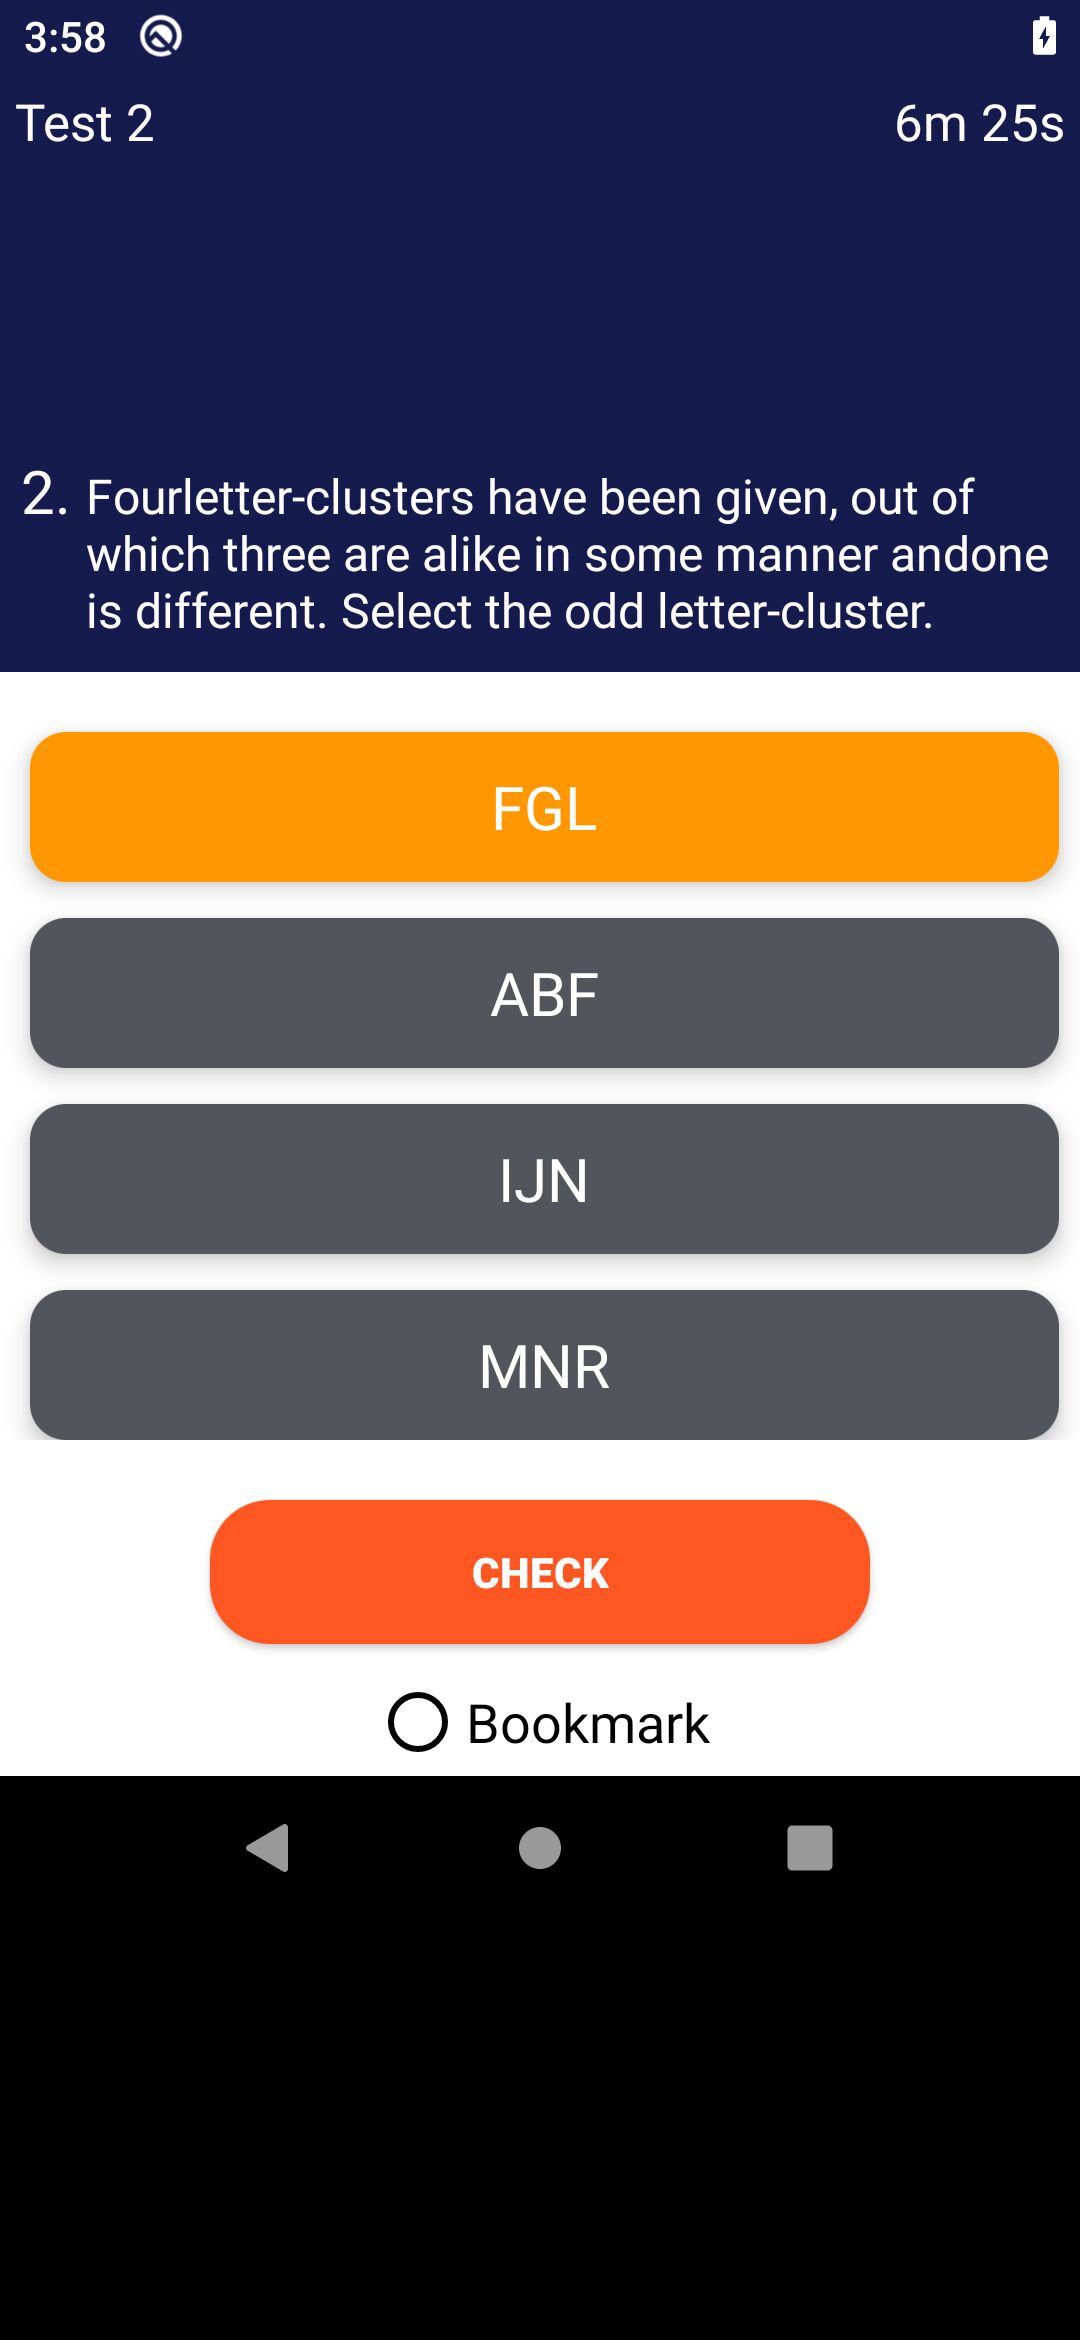 3:58
Test 2 6m 25s
2. Fourletter-clusters have been given, out of
which three are alike in some manner andone
is different. Select the odd letter-cluster.
FGL
ABF
IJN
MNR
CHECK
Bookmark